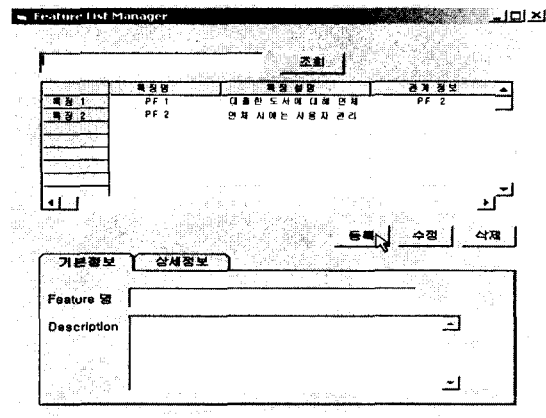 Feature List Manager
조회
특징명 특징 설명 관계 정보
특징 1 PF 1 대출한 도서에 대해 연체 PF 2
특징 2 PF 2 연체 시에는 사용자 관리
등록 수정 삭제
기본정보 상세정보
Feature 명
Description